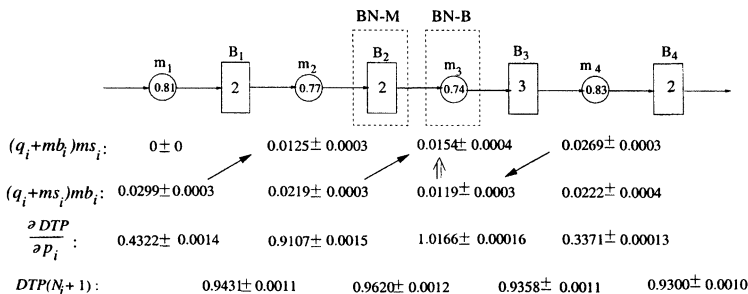 BN-M BN-B
m1 B1 m2 B2 m3 B3 m4 B4
0.81 2 0.77 2 0.74 3 0.83 2
(qi+mbi)msi: 0± 0 0.0125± 0.0003 0.0154± 0.0004 0.0269± 0.0003
(qi+msi)mbi: 0.0299± 0.0003 0.0219± 0.0003 0.0119± 0.0003 0.0222± 0.0004
∂ DTP
∂ pi : 0.4322± 0.0014 0.9107± 0.0015 1.0166± 0.00016 0.3371± 0.00013
DTP(Ni+1) : 0.9431± 0.0011 0.9620± 0.0012 0.9358± 0.0011 0.9300± 0.0010